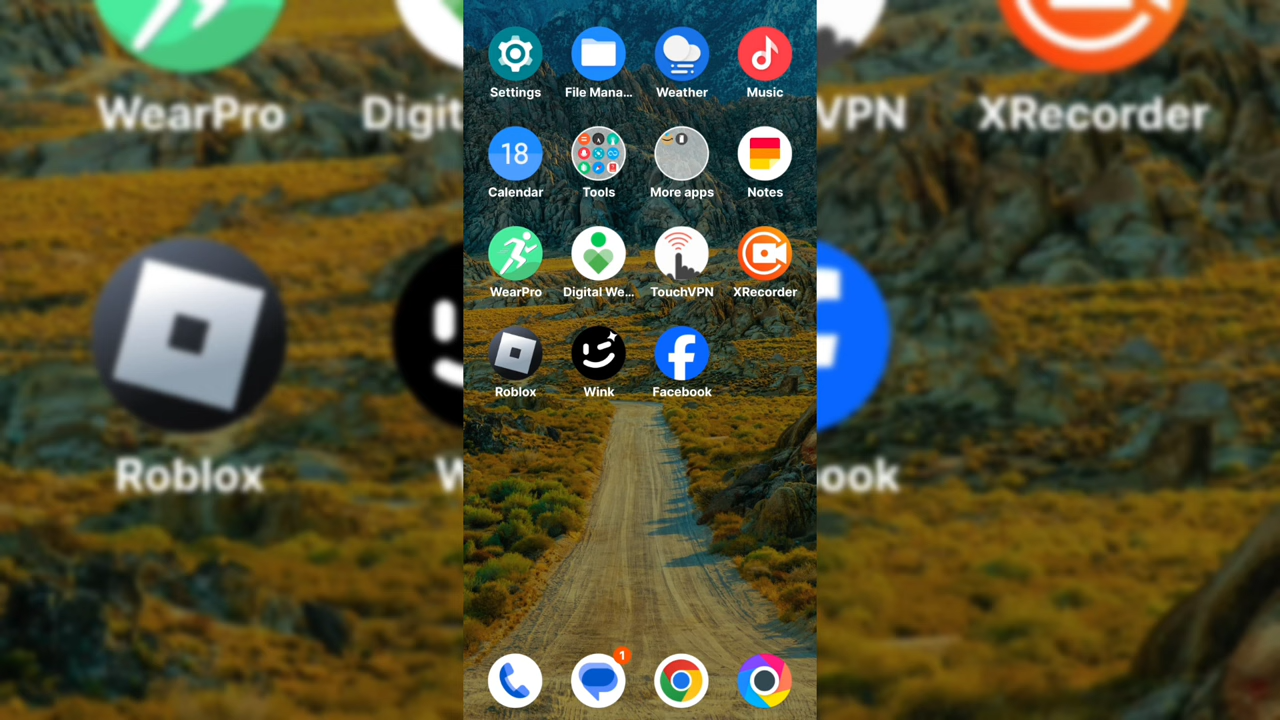 Settings
File Mana...
Weather
Music
18
Calendar
Tools
More apps
Notes
WearPro
Digital We...
TouchVPN
XRecorder
Roblox
Wink
Facebook
1
WearPro
Digit
VPN
XRecorder
Roblox
W
ook